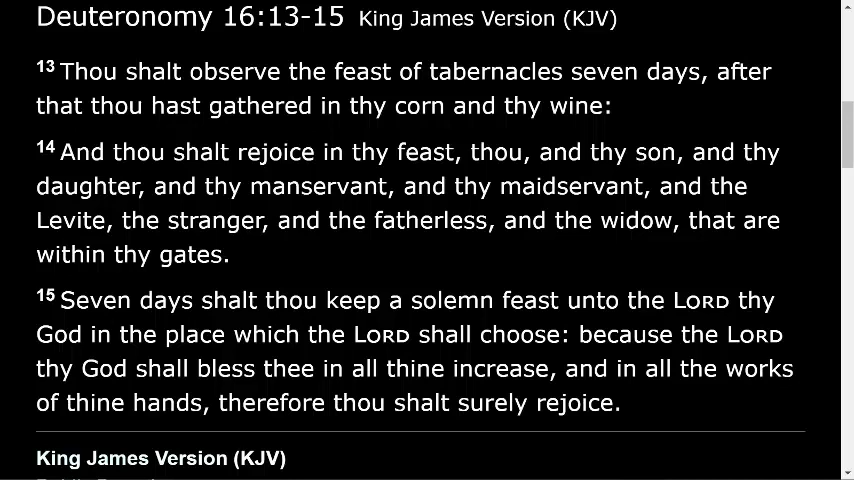 Deuteronomy 16:13-15 King James Version (KJV)
13 Thou shalt observe the feast of tabernacles seven days, after
that thou hast gathered in thy corn and thy wine:
14 And thou shalt rejoice in thy feast, thou, and thy son, and thy
daughter, and thy manservant, and thy maidservant, and the
Levite, the stranger, and the fatherless, and the widow, that are
within thy gates.
15 Seven days shalt thou keep a solemn feast unto the LORD thy
God in the place which the LORD shall choose: because the LORD
thy God shall bless thee in all thine increase, and in all the works
of thine hands, therefore thou shalt surely rejoice.
King James Version (KJV)